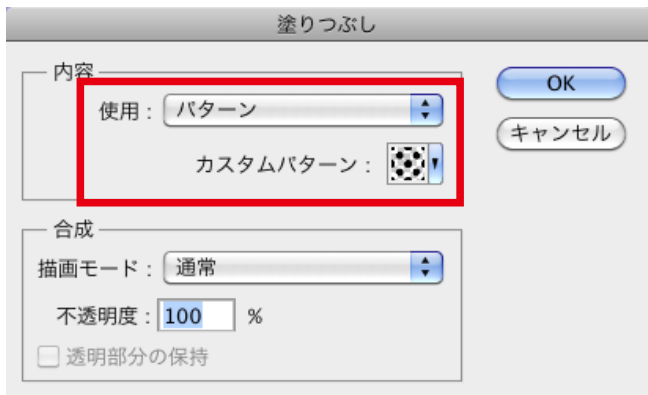 塗りつぶし
内容
使用： パターン
カスタムパターン：
OK
キャンセル
合成
描画モード： 通常
不透明度： 100 %
透明部分の保持